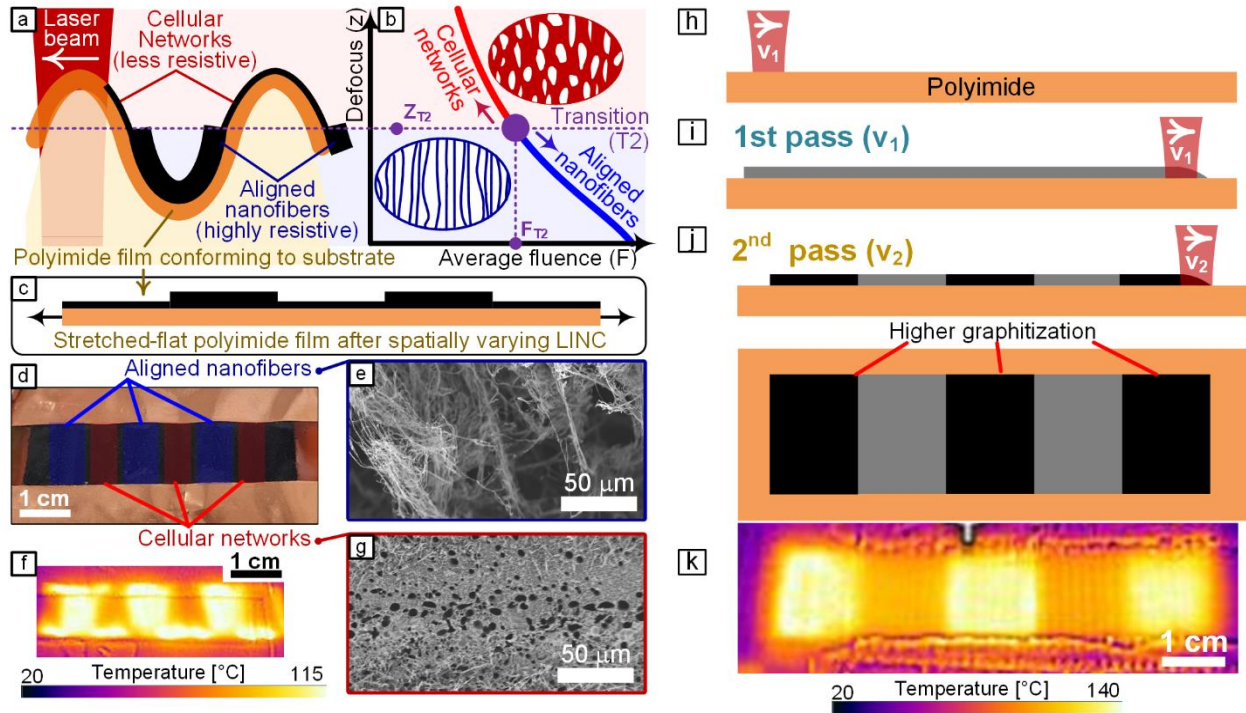 a
Laser
beam
Cellular
Networks
(less resistive)
Z_T2
Aligned
nanofibers
(highly resistive)
Polyimide film conforming to substrate
b
Defocus (z)
Cellular
networks
Transition
(T2)
Aligned
nanofibers
F_T2
Average fluence (F)
c
Stretched-flat polyimide film after spatially varying LINC
d
Aligned nanofibers
1 cm
Cellular networks
e
50 μm
f
1 cm
20
Temperature [°C]
115
g
50 μm
h
v₁
Polyimide
i
1st pass (v₁)
v₁
j
2ⁿᵈ pass (v₂)
v₂
Higher graphitization
k
1 cm
20
Temperature [°C]
140